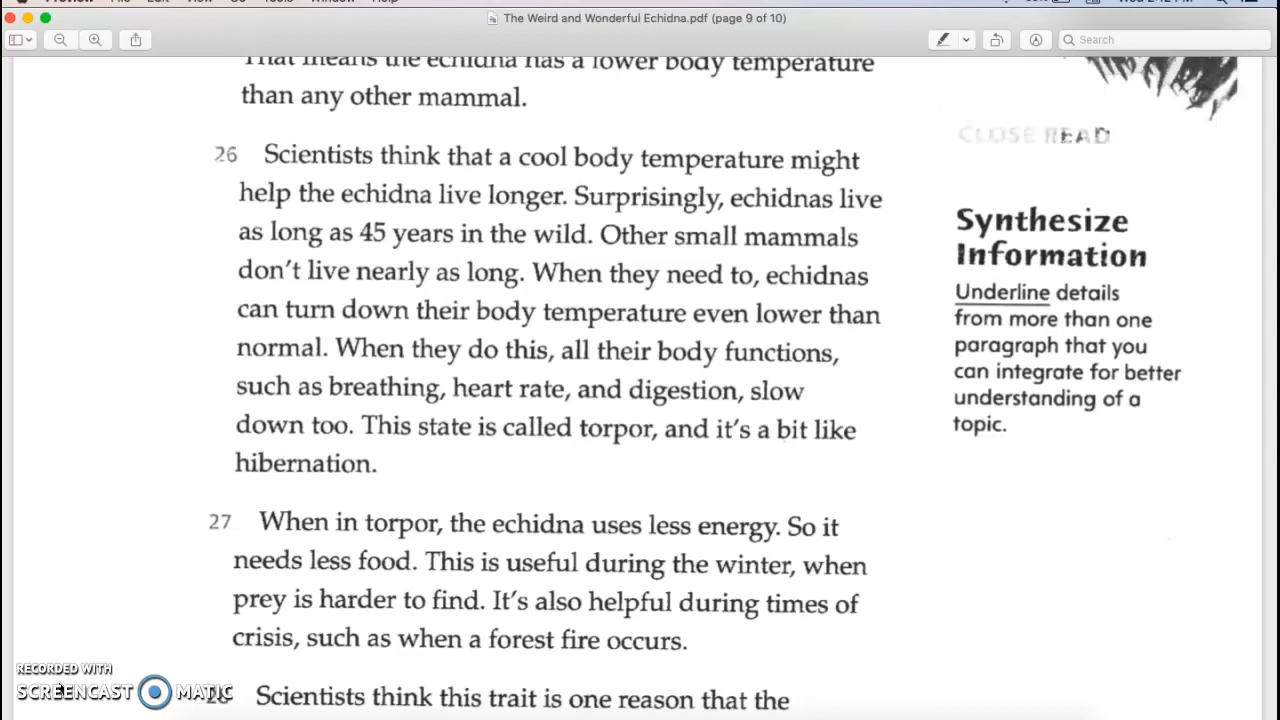 The Weird and Wonderful Echidna.pdf (page 9 of 10)
Search
That means the echidna has a lower body temperature
than any other mammal.
CLOSE READ
26 Scientists think that a cool body temperature might
help the echidna live longer. Surprisingly, echidnas live
as long as 45 years in the wild. Other small mammals
don't live nearly as long. When they need to, echidnas
can turn down their body temperature even lower than
normal. When they do this, all their body functions,
such as breathing, heart rate, and digestion, slow
down too. This state is called torpor, and it's a bit like
hibernation.
Synthesize
Information
Underline details
from more than one
paragraph that you
can integrate for better
understanding of a
topic.
27 When in torpor, the echidna uses less energy. So it
needs less food. This is useful during the winter, when
prey is harder to find. It's also helpful during times of
crisis, such as when a forest fire occurs.
28 Scientists think this trait is one reason that the
RECORDED WITH
SCREENCAST MATIC